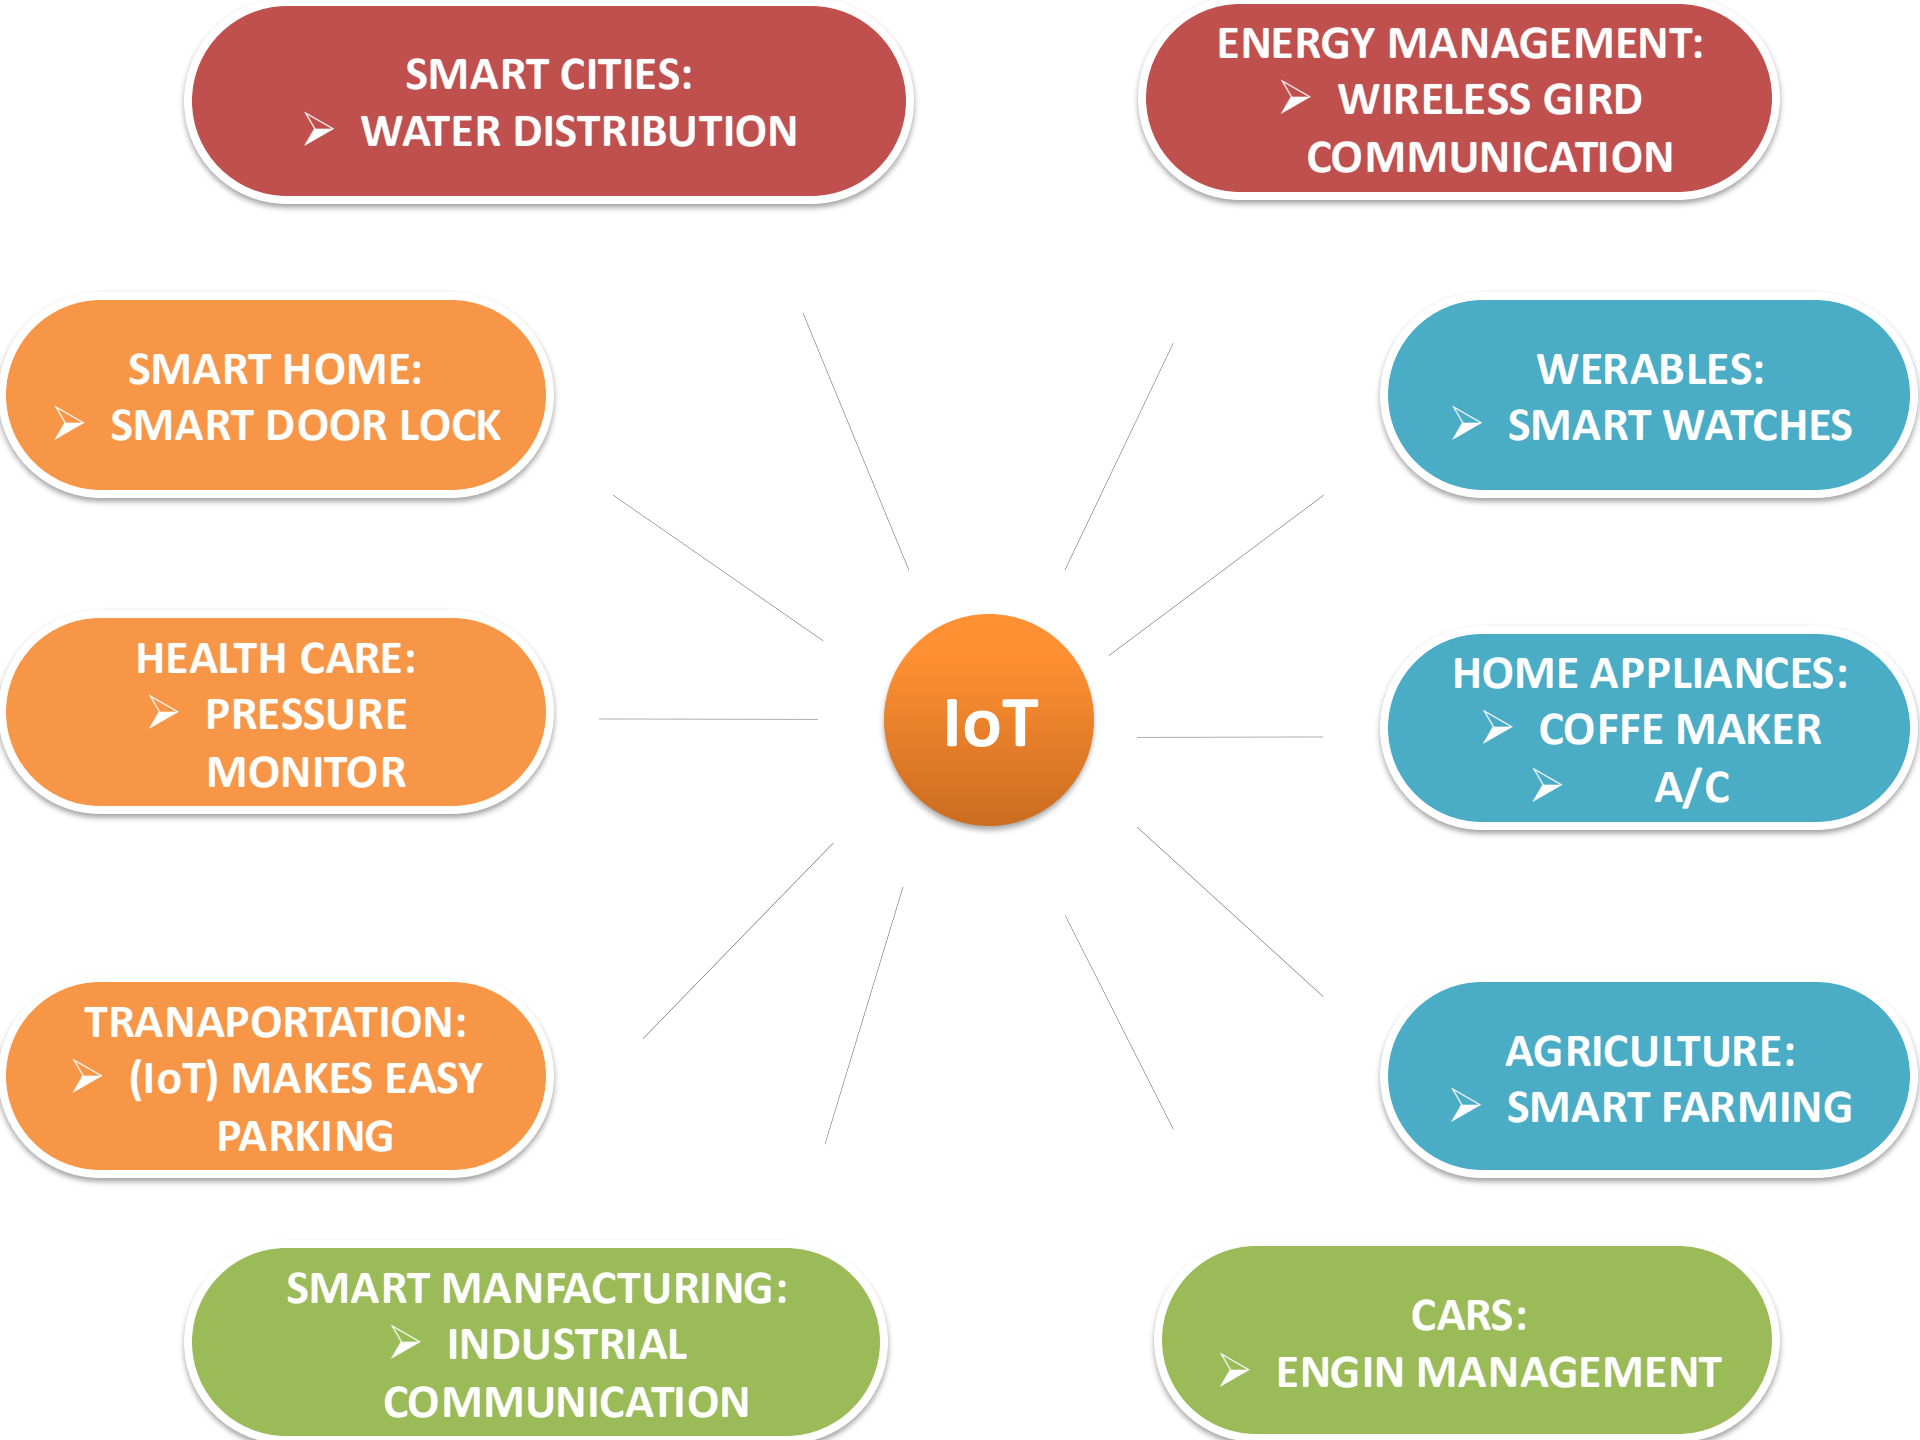 SMART CITIES:
➢ WATER DISTRIBUTION
ENERGY MANAGEMENT:
➢ WIRELESS GIRD
COMMUNICATION
SMART HOME:
➢ SMART DOOR LOCK
WERABLES:
➢ SMART WATCHES
HEALTH CARE:
➢ PRESSURE
MONITOR
IoT
HOME APPLIANCES:
➢ COFFE MAKER
➢ A/C
TRANAPORTATION:
➢ (IoT) MAKES EASY
PARKING
AGRICULTURE:
➢ SMART FARMING
SMART MANFACTURING:
➢ INDUSTRIAL
COMMUNICATION
CARS:
➢ ENGIN MANAGEMENT